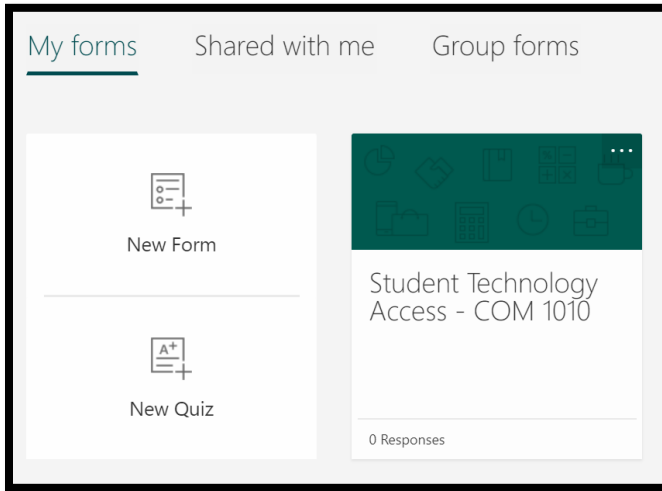 My forms
Shared with me
Group forms
New Form
A+
New Quiz
Student Technology
Access - COM 1010
0 Responses